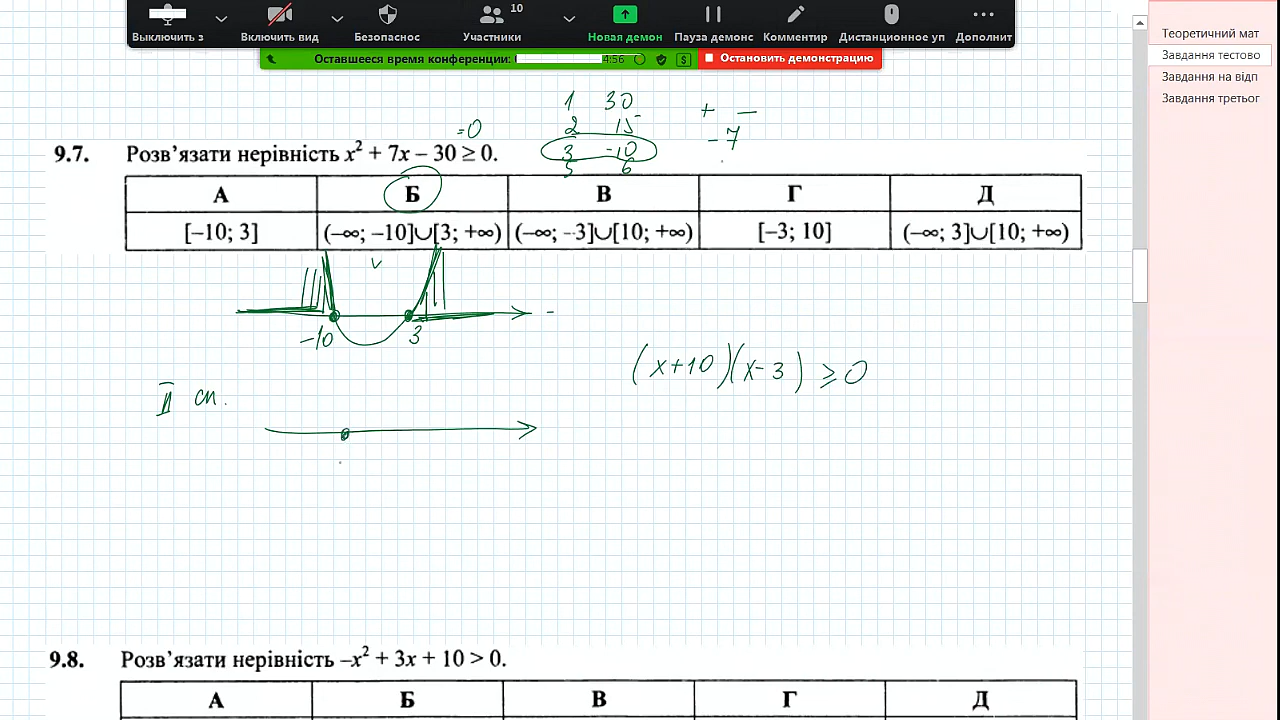 10
Выключить з Включить вид Безопаснос Участники Новая демон Пауза демонс Комментир Дистанционное уп Дополнит
Оставшееся время конференции: 4:56 Остановить демонстрацию
Теоретичний мат
Завдання тестово
Завдання на відп
Завдання третьог
1 30
2 15
3 -10
5 6
+ −
-7
=0
9.7. Розв’язати нерівність x² + 7x – 30 ≥ 0.
А Б В Г Д
[–10; 3] (–∞; –10]∪[3; +∞) (–∞; –3]∪[10; +∞) [–3; 10] (–∞; 3]∪[10; +∞)
-10 3
(x+10)(x-3) ≥ 0
II сп.
9.8. Розв’язати нерівність –x² + 3x + 10 > 0.
А Б В Г Д